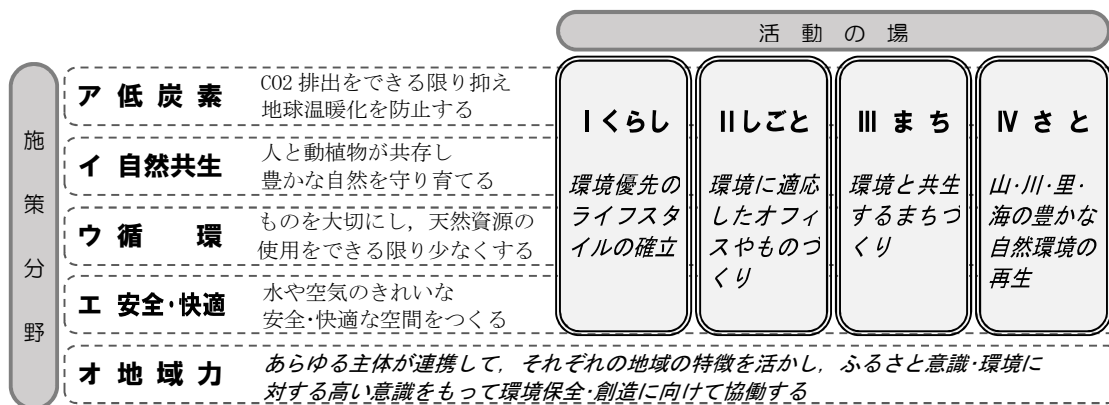 活動の場
施策分野
ア 低炭素
CO2 排出をできる限り抑え
地球温暖化を防止する
イ 自然共生
人と動植物が共存し
豊かな自然を守り育てる
ウ 循環
ものを大切にし，天然資源の
使用をできる限り少なくする
エ 安全･快適
水や空気のきれいな
安全･快適な空間をつくる
Ⅰくらし
環境優先の
ライフスタ
イルの確立
Ⅱしごと
環境に適応
したオフィ
スやものづ
くり
Ⅲ まち
環境と共生
するまちづ
くり
Ⅳ さと
山･川･里･
海の豊かな
自然環境の
再生
オ 地域力
あらゆる主体が連携して，それぞれの地域の特徴を活かし，ふるさと意識･環境に
対する高い意識をもって環境保全･創造に向けて協働する